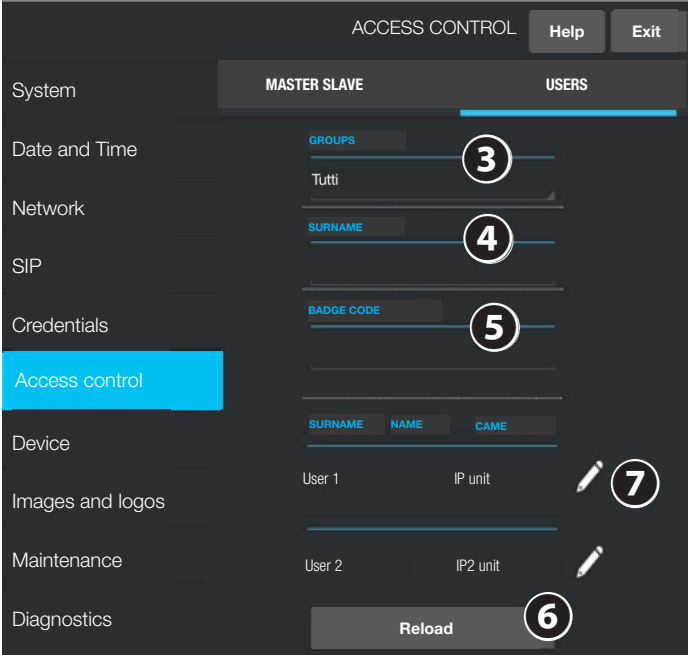 ACCESS CONTROL Help Exit
MASTER SLAVE USERS
System
Date and Time
Network
SIP
Credentials
Access control
Device
Images and logos
Maintenance
Diagnostics
GROUPS
3
Tutti
SURNAME
4
BADGE CODE
5
SURNAME NAME CAME
User 1 IP unit
7
User 2 IP2 unit
Reload
6